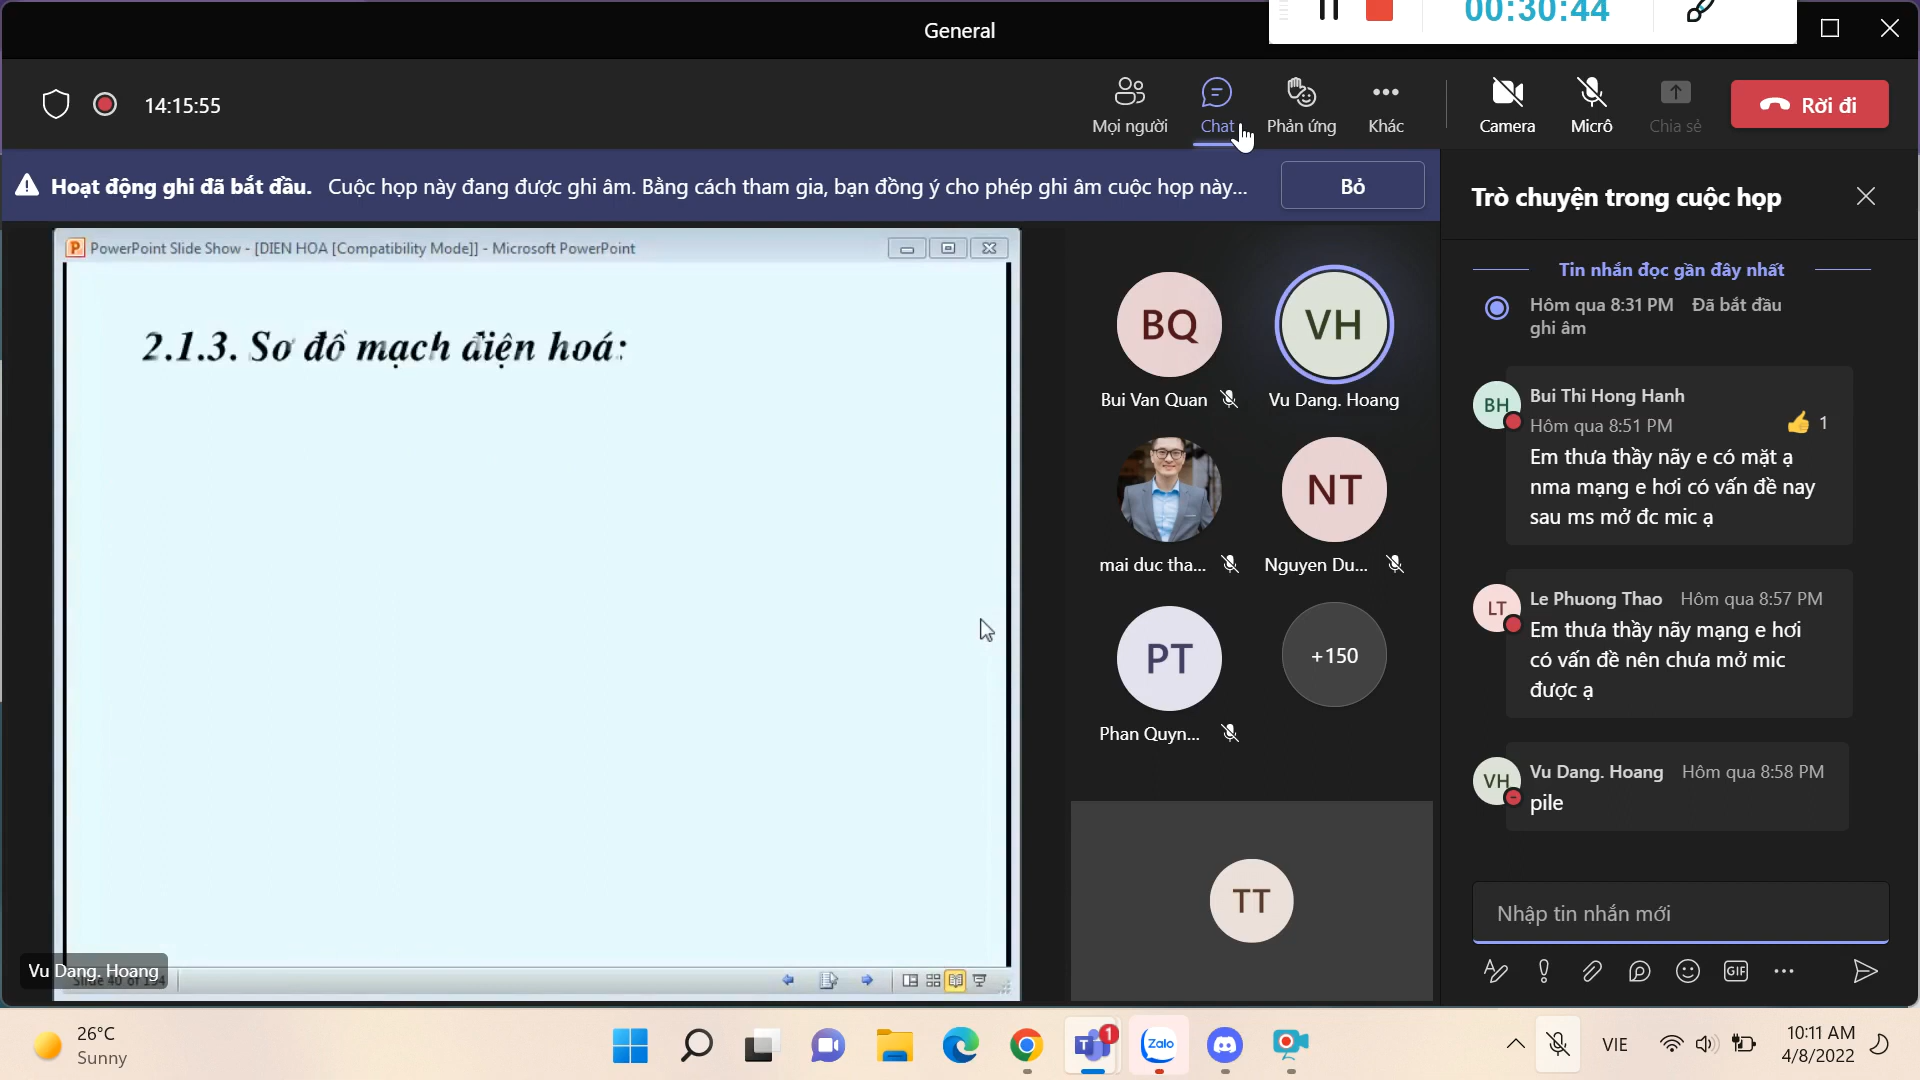 General
00:30:44
14:15:55
Mọi người
Chat
Phản ứng
Khác
Camera
Micrô
Chia sẻ
Rời đi
Hoạt động ghi đã bắt đầu. Cuộc họp này đang được ghi âm. Bằng cách tham gia, bạn đồng ý cho phép ghi âm cuộc họp này...
Bỏ
PowerPoint Slide Show - [DIEN HOA [Compatibility Mode]] - Microsoft PowerPoint
2.1.3. Sơ đồ mạch điện hoá:
Vu Dang. Hoang
BQ
Bui Van Quan
VH
Vu Dang. Hoang
mai duc tha...
NT
Nguyen Du...
PT
Phan Quyn...
+150
TT
Trò chuyện trong cuộc họp
Tin nhắn đọc gần đây nhất
Hôm qua 8:31 PM Đã bắt đầu
ghi âm
BH
Bui Thi Hong Hanh
Hôm qua 8:51 PM
1
Em thưa thầy nãy e có mặt ạ
nma mạng e hơi có vấn đề nay
sau ms mở đc mic ạ
LT
Le Phuong Thao Hôm qua 8:57 PM
Em thưa thầy nãy mạng e hơi
có vấn đề nên chưa mở mic
được ạ
VH
Vu Dang. Hoang Hôm qua 8:58 PM
pile
Nhập tin nhắn mới
GIF
26°C
Sunny
T
1
Zalo
VIE
10:11 AM
4/8/2022